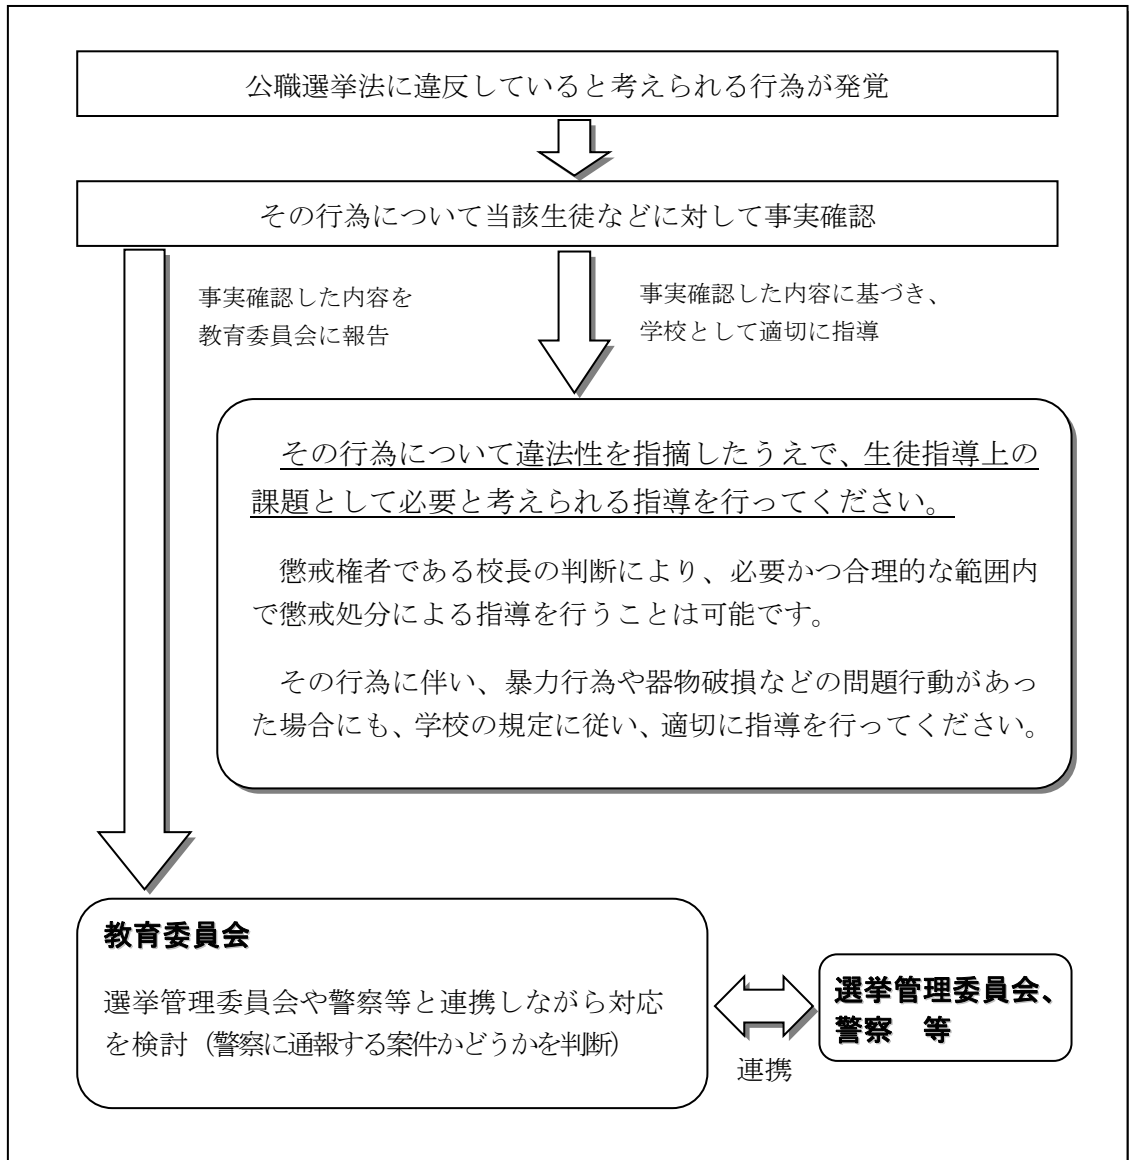 公職選挙法に違反していると考えられる行為が発覚
その行為について当該生徒などに対して事実確認
事実確認した内容を
教育委員会に報告
事実確認した内容に基づき、
学校として適切に指導
その行為について違法性を指摘したうえで、生徒指導上の
課題として必要と考えられる指導を行ってください。
懲戒権者である校長の判断により、必要かつ合理的な範囲内
で懲戒処分による指導を行うことは可能です。
その行為に伴い、暴力行為や器物破損などの問題行動があっ
た場合にも、学校の規定に従い、適切に指導を行ってください。
教育委員会
選挙管理委員会や警察等と連携しながら対応
を検討（警察に通報する案件かどうかを判断）
連携
選挙管理委員会、
警察　等